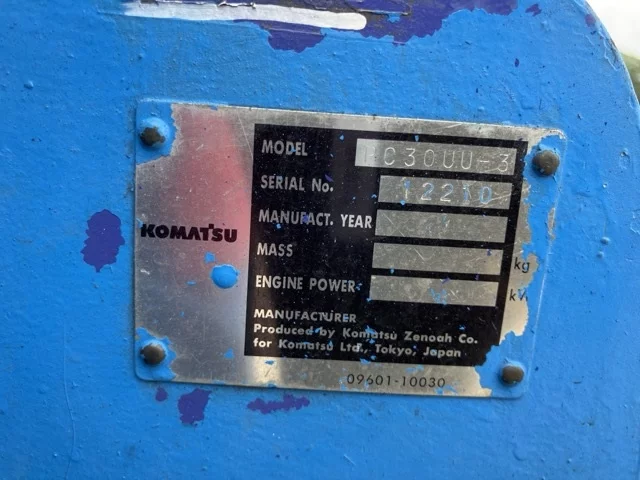 MODEL C30UU-3
SERIAL No. 12210
MANUFACT. YEAR
KOMATSU
MASS kg
ENGINE POWER
MANUFACTURER
Produced by Komatsu Zenoah Co.
for Komatsu Ltd., Tokyo, Japan
09601-10030